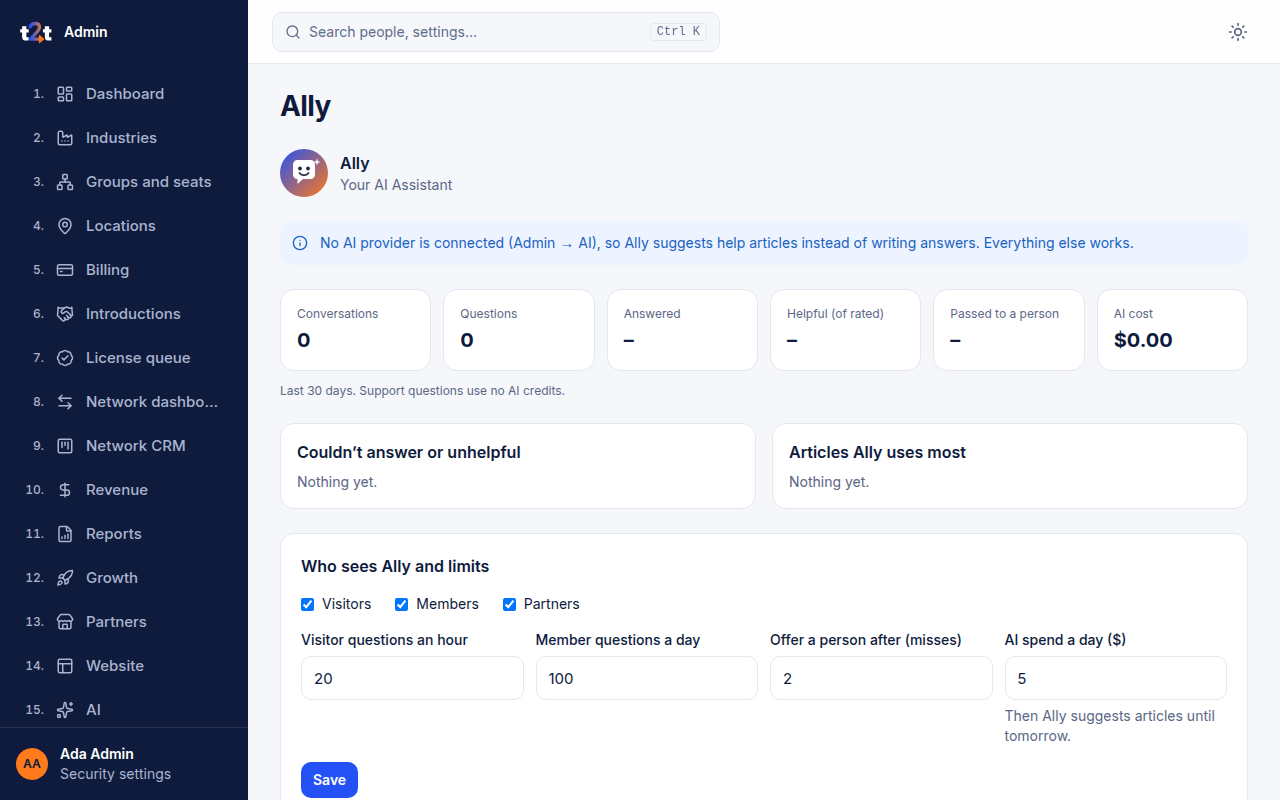 t2t Admin
Search people, settings...
Ctrl K
1. Dashboard
2. Industries
3. Groups and seats
4. Locations
5. Billing
6. Introductions
7. License queue
8. Network dashbo...
9. Network CRM
10. Revenue
11. Reports
12. Growth
13. Partners
14. Website
15. AI
AA
Ada Admin
Security settings
Ally
Ally
Your AI Assistant
No AI provider is connected (Admin → AI), so Ally suggests help articles instead of writing answers. Everything else works.
Conversations
0
Questions
0
Answered
–
Helpful (of rated)
–
Passed to a person
–
AI cost
$0.00
Last 30 days. Support questions use no AI credits.
Couldn’t answer or unhelpful
Nothing yet.
Articles Ally uses most
Nothing yet.
Who sees Ally and limits
Visitors
Members
Partners
Visitor questions an hour
20
Member questions a day
100
Offer a person after (misses)
2
AI spend a day ($)
5
Then Ally suggests articles until
tomorrow.
Save